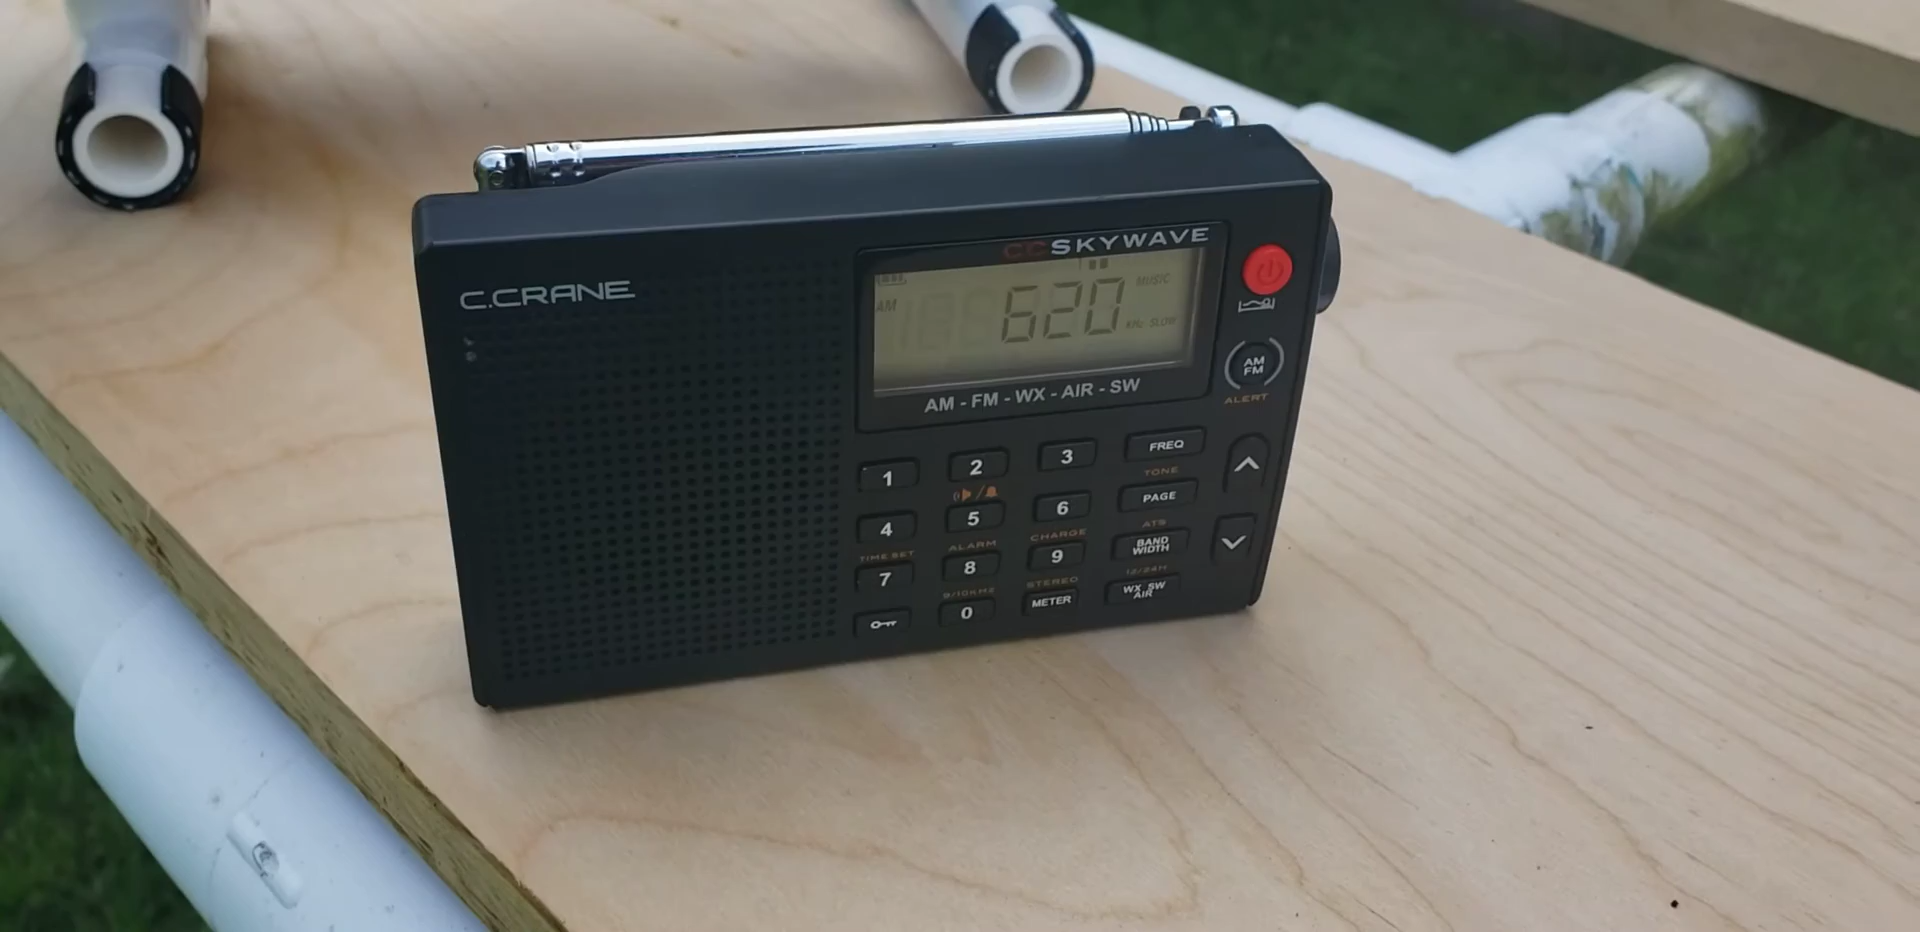 C.CRANE
CCSKYWAVE
AM
620
MUSIC
KHz SLOW
AM - FM - WX - AIR - SW
AM
FM
ALERT
1
2
3
FREQ
TONE
4
5
6
PAGE
ATS
TIME SET
ALARM
CHARGE
7
8
9
BAND
WIDTH
12/24H
9/10KHZ
STEREO
0
METER
WX SW
AIR